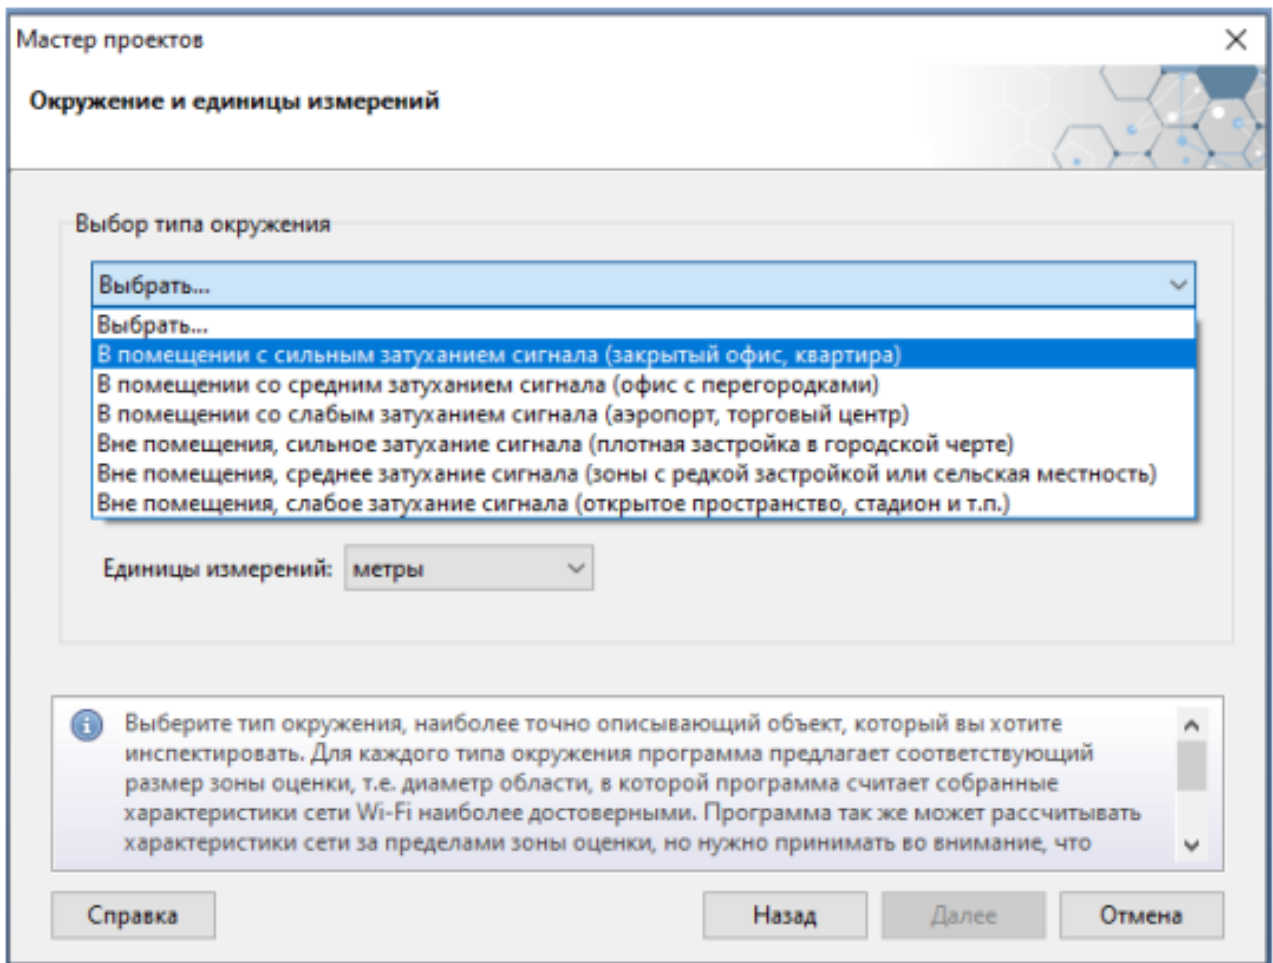 Мастер проектов
Окружение и единицы измерений
Выбор типа окружения
Выбрать...
Выбрать...
В помещении с сильным затуханием сигнала (закрытый офис, квартира)
В помещении со средним затуханием сигнала (офис с перегородками)
В помещении со слабым затуханием сигнала (аэропорт, торговый центр)
Вне помещения, сильное затухание сигнала (плотная застройка в городской черте)
Вне помещения, среднее затухание сигнала (зоны с редкой застройкой или сельская местность)
Вне помещения, слабое затухание сигнала (открытое пространство, стадион и т.п.)
Единицы измерений: метры
Выберите тип окружения, наиболее точно описывающий объект, который вы хотите
инспектировать. Для каждого типа окружения программа предлагает соответствующий
размер зоны оценки, т.е. диаметр области, в которой программа считает собранные
характеристики сети Wi-Fi наиболее достоверными. Программа так же может рассчитывать
характеристики сети за пределами зоны оценки, но нужно принимать во внимание, что
Справка Назад Далее Отмена